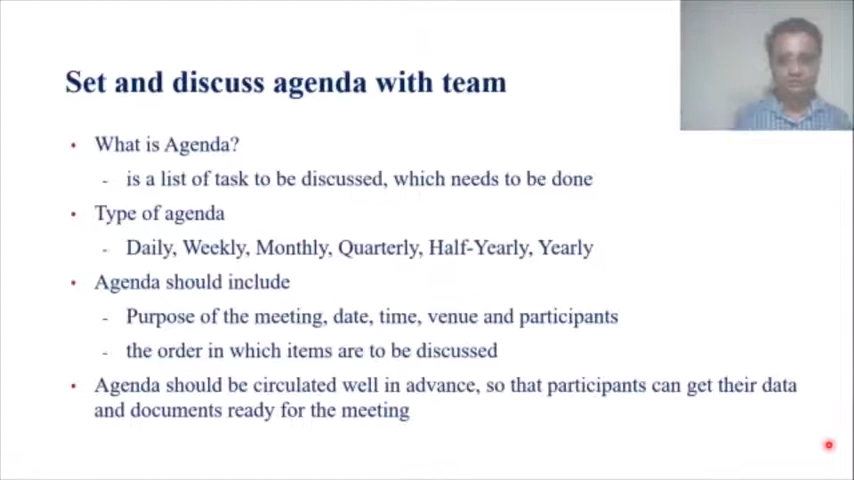 Set and discuss agenda with team
• What is Agenda?
- is a list of task to be discussed, which needs to be done
• Type of agenda
- Daily, Weekly, Monthly, Quarterly, Half-Yearly, Yearly
• Agenda should include
- Purpose of the meeting, date, time, venue and participants
- the order in which items are to be discussed
• Agenda should be circulated well in advance, so that participants can get their data
and documents ready for the meeting